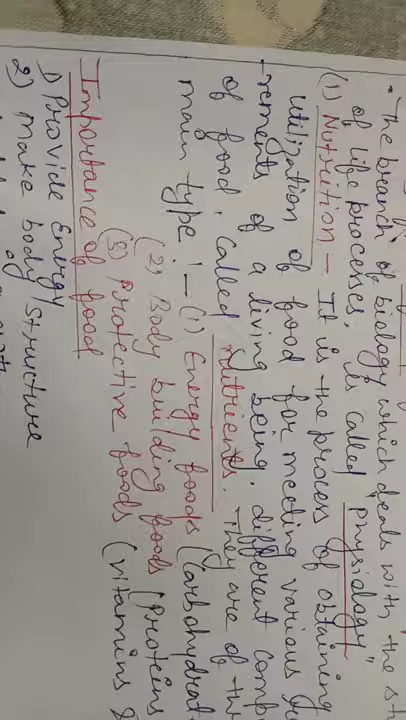 "The branch of biology which deals with the
of life processes, is called "Physiology"
(1) Nutrition – It is the process of obtaining
utilization of food for meeting various
-rements of a living being. different comp
of food called Nutrients. They are of
main type :– (1) Energy foods (Carbohydrat
(2) Body building foods (Proteins
(3) Protective foods (Vitamins &
Importance of food
1) Provide Energy
2) Make body structure